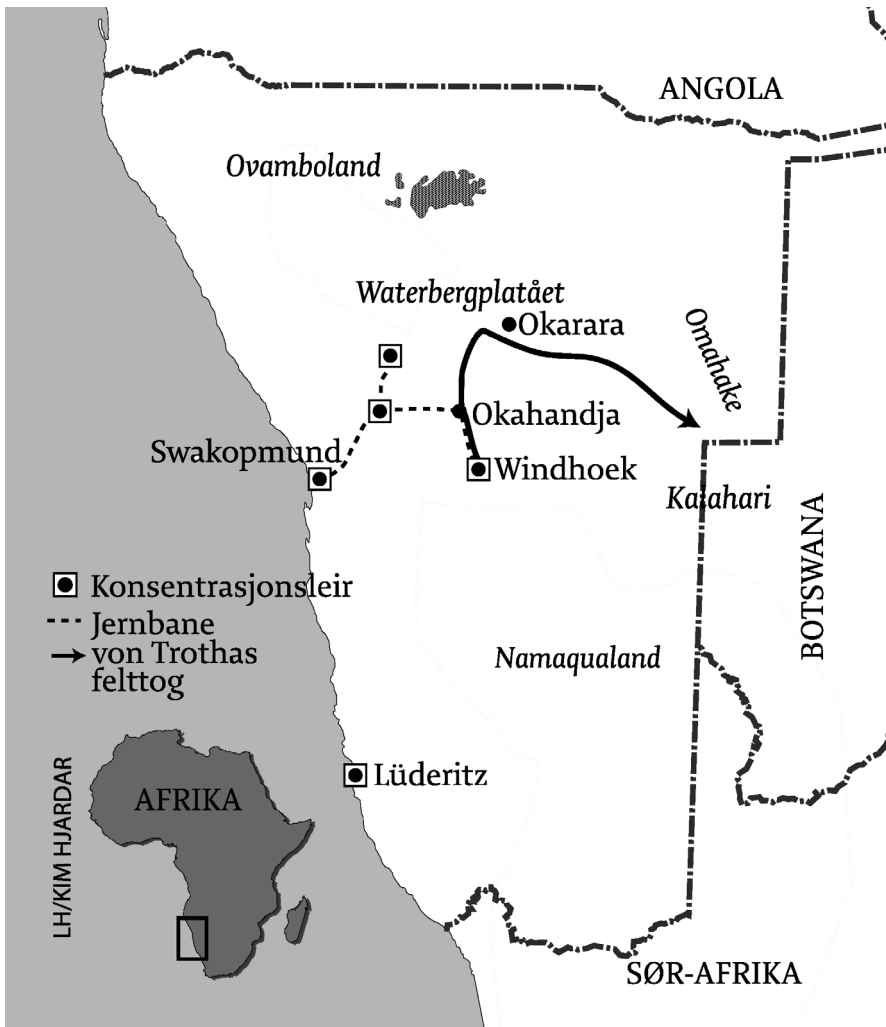 ANGOLA
Ovamboland
Waterbergplatået
Okarara
Omahake
Okahandja
Swakopmund
Windhoek
Kalahari
BOTSWANA
Konsentrasjonsleir
Jernbane
von Trothas
felttog
Namaqualand
Lüderitz
AFRIKA
LH/KIM HJARDAR
SØR-AFRIKA